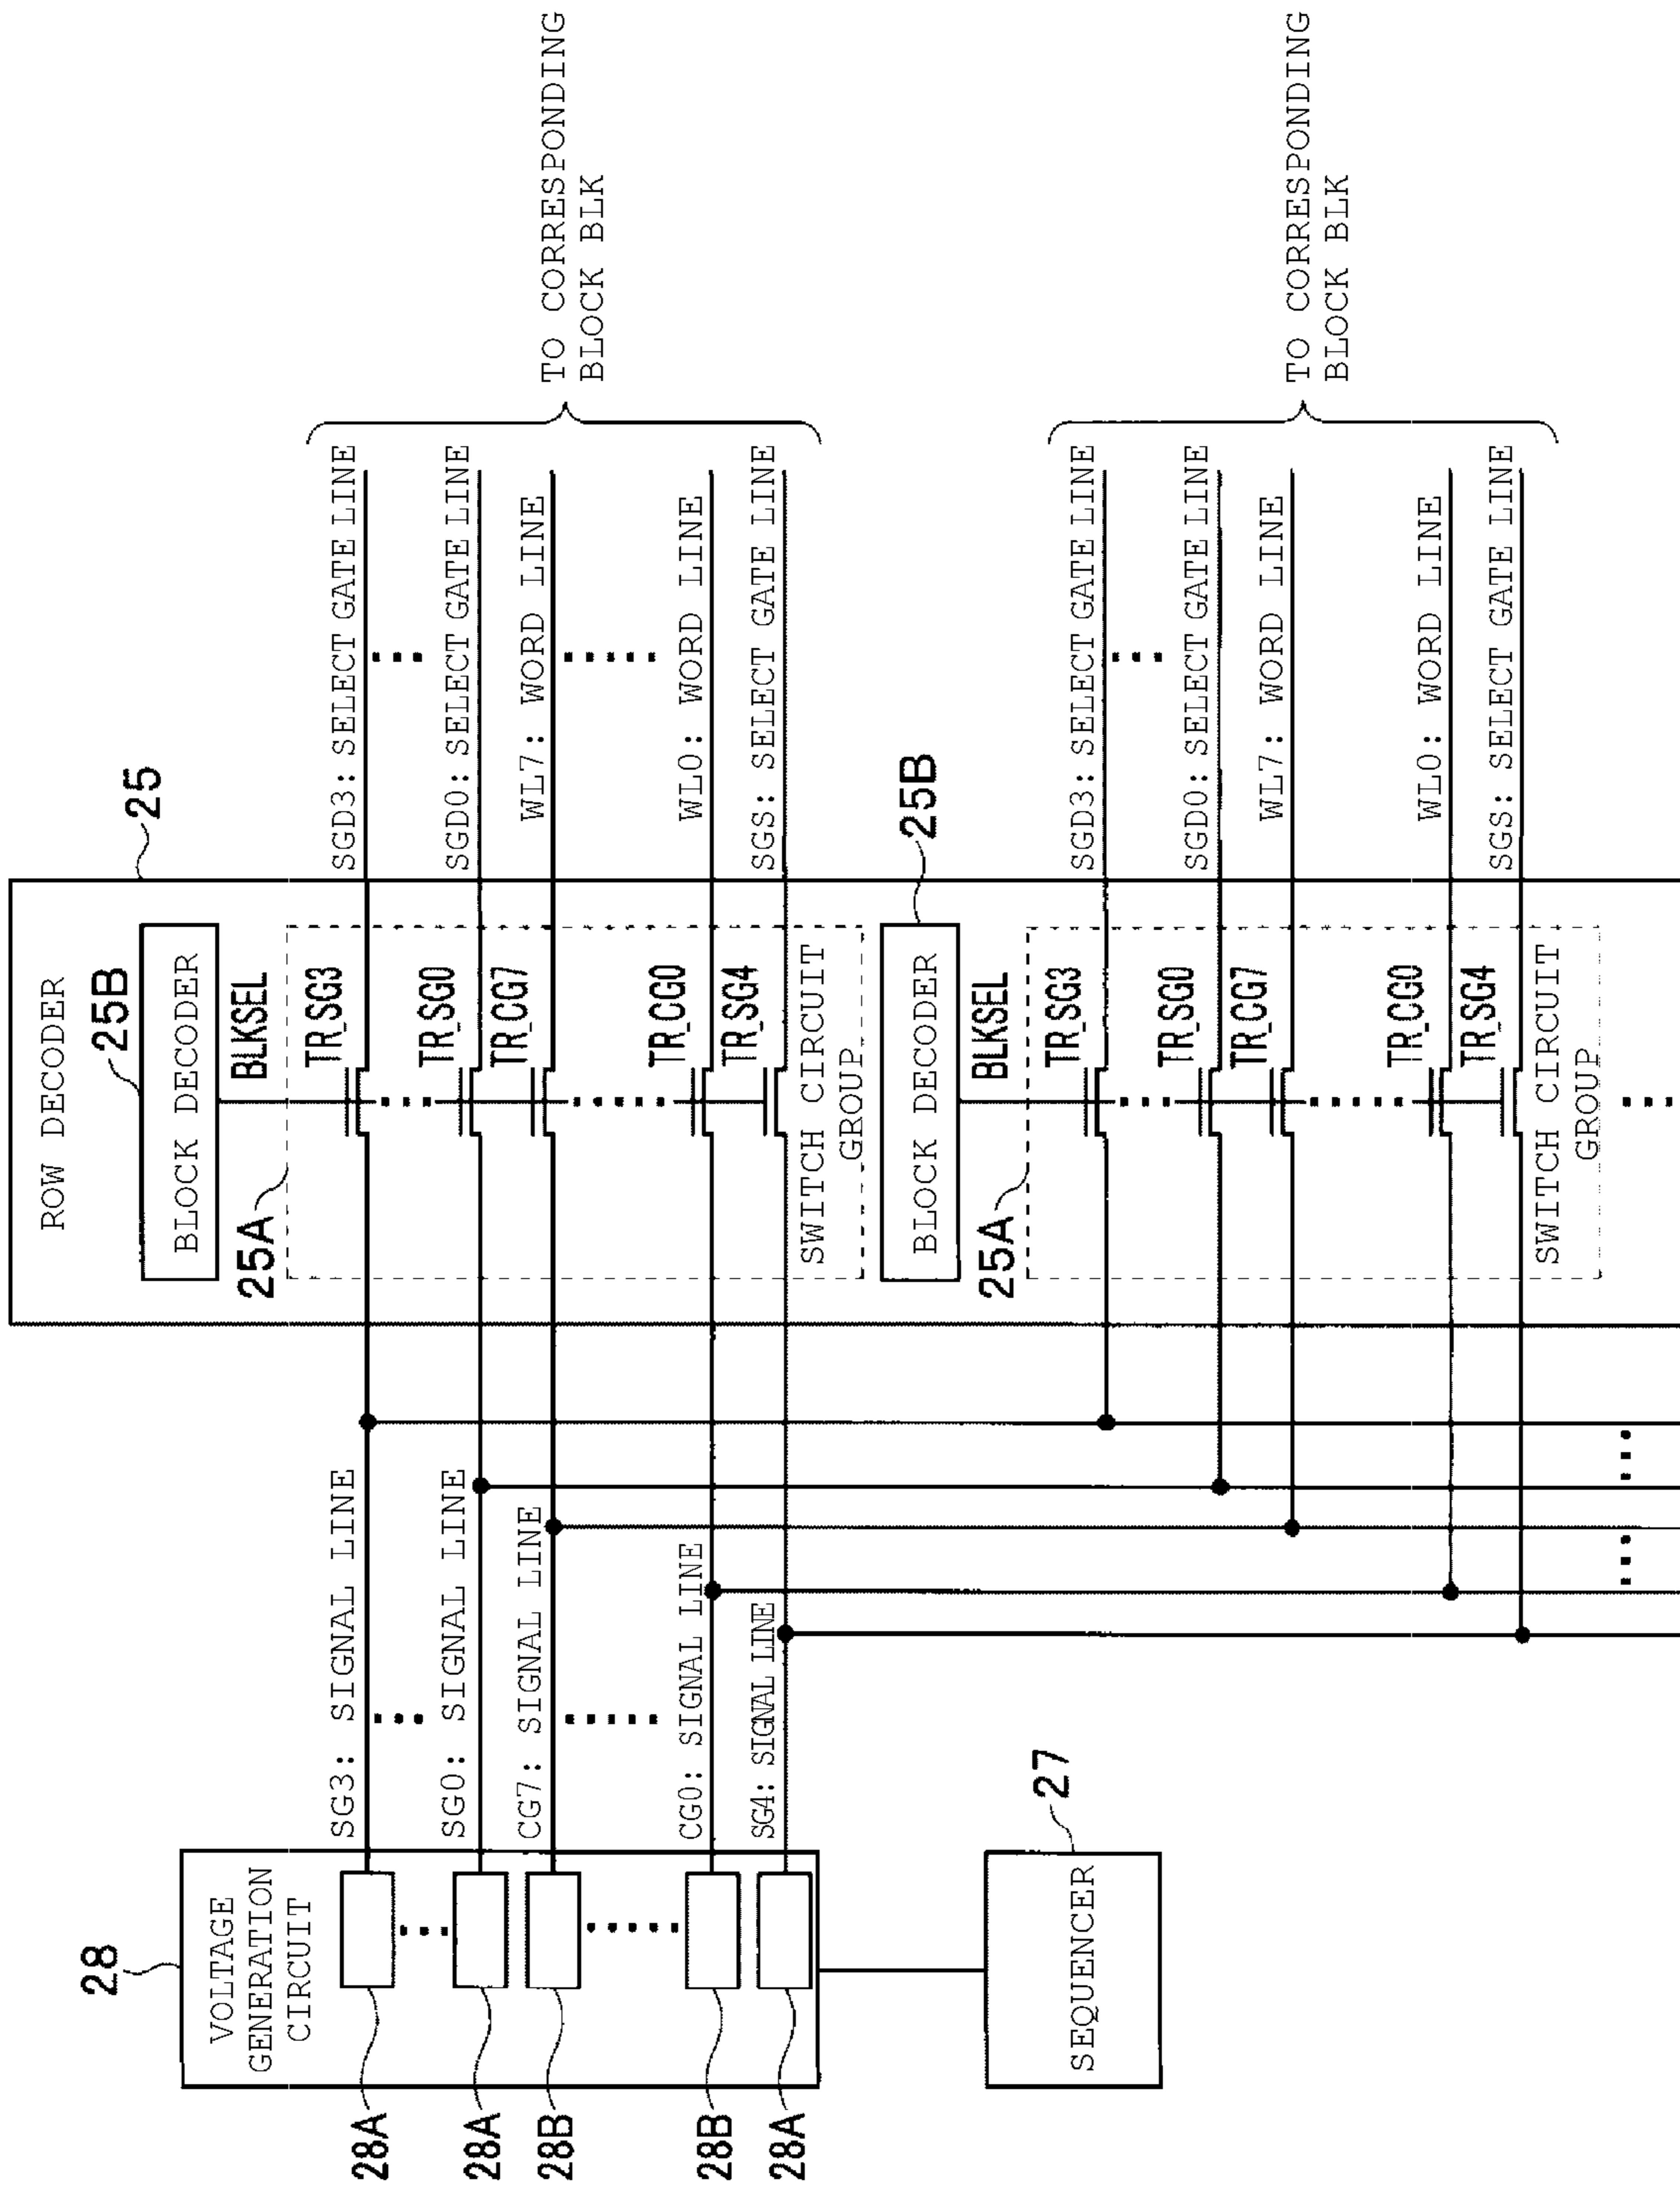 28
VOLTAGE
GENERATION
CIRCUIT
28A
28A
28B
28B
28A
SG3: SIGNAL LINE
SG0: SIGNAL LINE
CG7: SIGNAL LINE
CG0: SIGNAL LINE
SG4: SIGNAL LINE
SEQUENCER
27
ROW DECODER
25
25B
BLOCK DECODER
BLKSEL
25A
TR_SG3
TR_SG0
TR_CG7
TR_CG0
TR_SG4
SWITCH CIRCUIT
GROUP
SGD3: SELECT GATE LINE
SGD0: SELECT GATE LINE
WL7: WORD LINE
WL0: WORD LINE
SGS: SELECT GATE LINE
TO CORRESPONDING
BLOCK BLK
25B
BLOCK DECODER
BLKSEL
25A
TR_SG3
TR_SG0
TR_CG7
TR_CG0
TR_SG4
SWITCH CIRCUIT
GROUP
SGD3: SELECT GATE LINE
SGD0: SELECT GATE LINE
WL7: WORD LINE
WL0: WORD LINE
SGS: SELECT GATE LINE
TO CORRESPONDING
BLOCK BLK